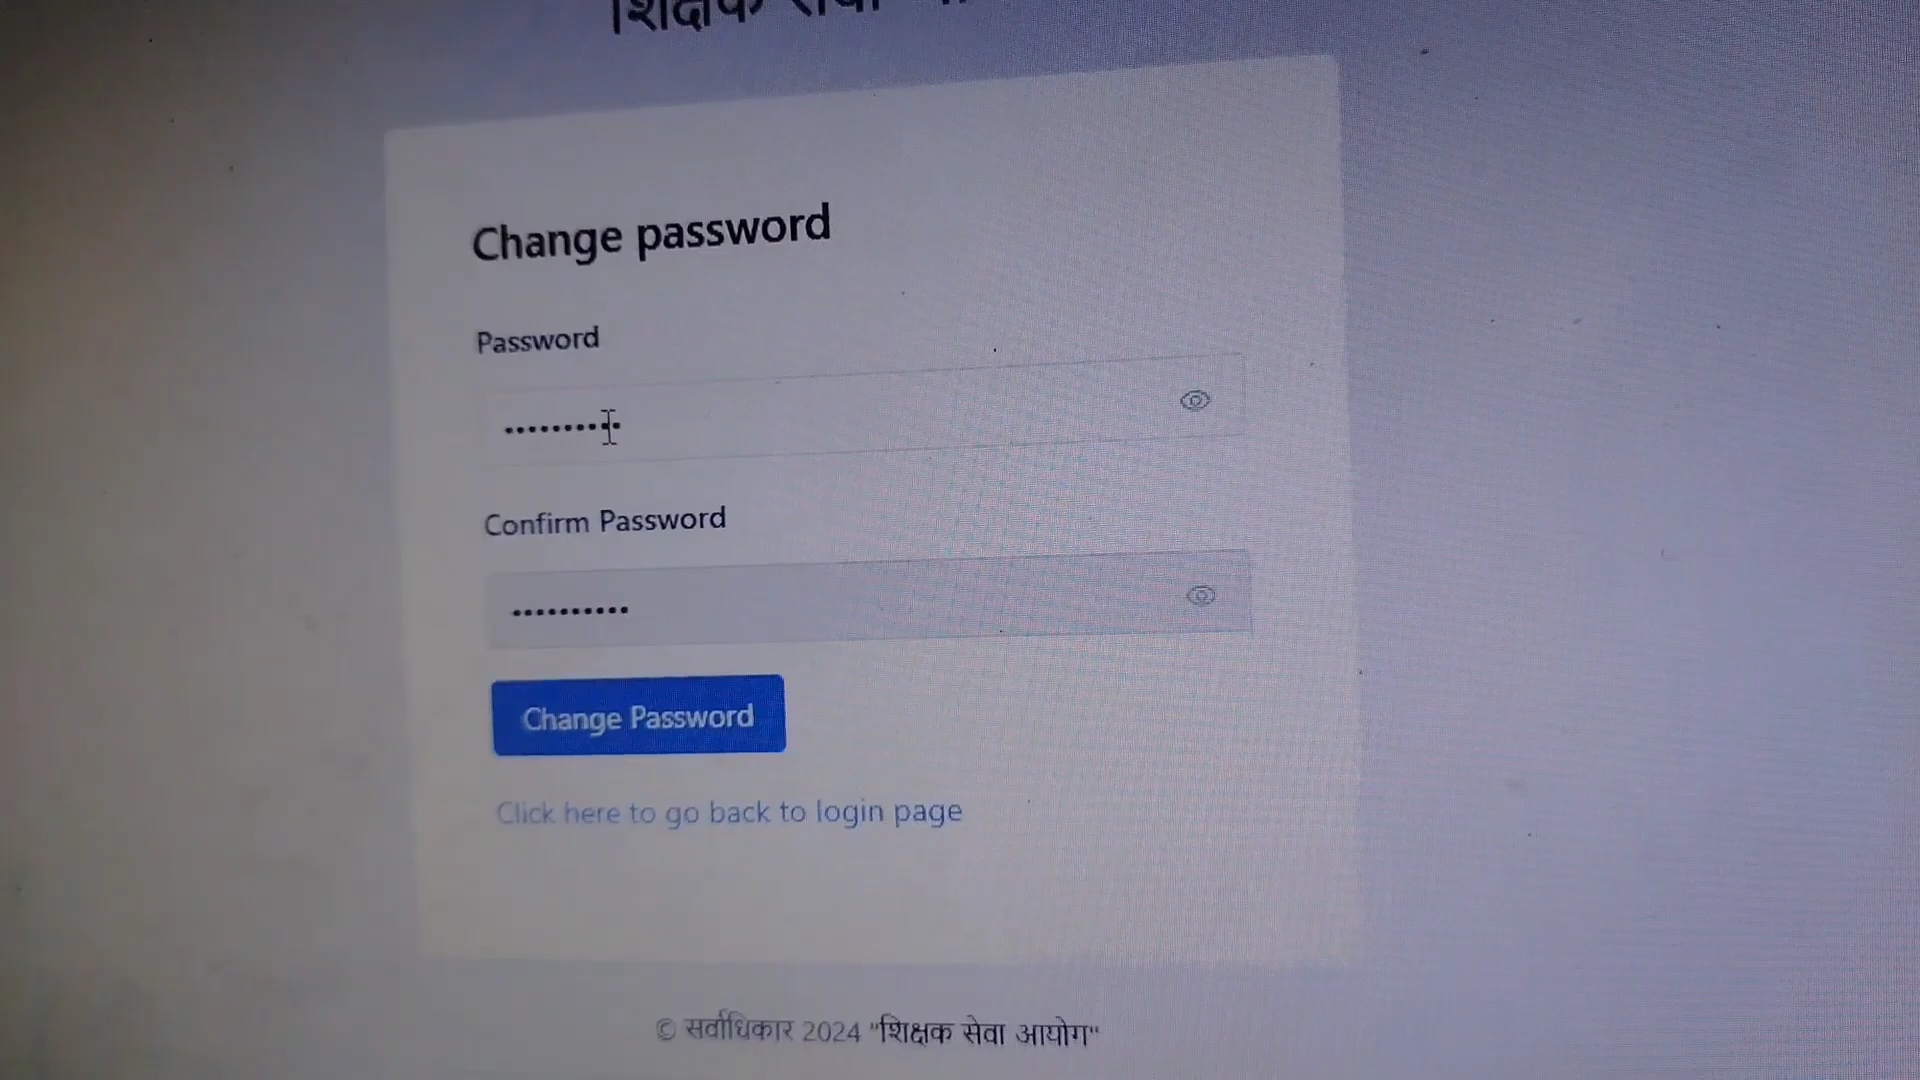 शिक्षक सेवा
Change password
Password
••••••••••
Confirm Password
••••••••••
Change Password
Click here to go back to login page
© सर्वाधिकार 2024 "शिक्षक सेवा आयोग"